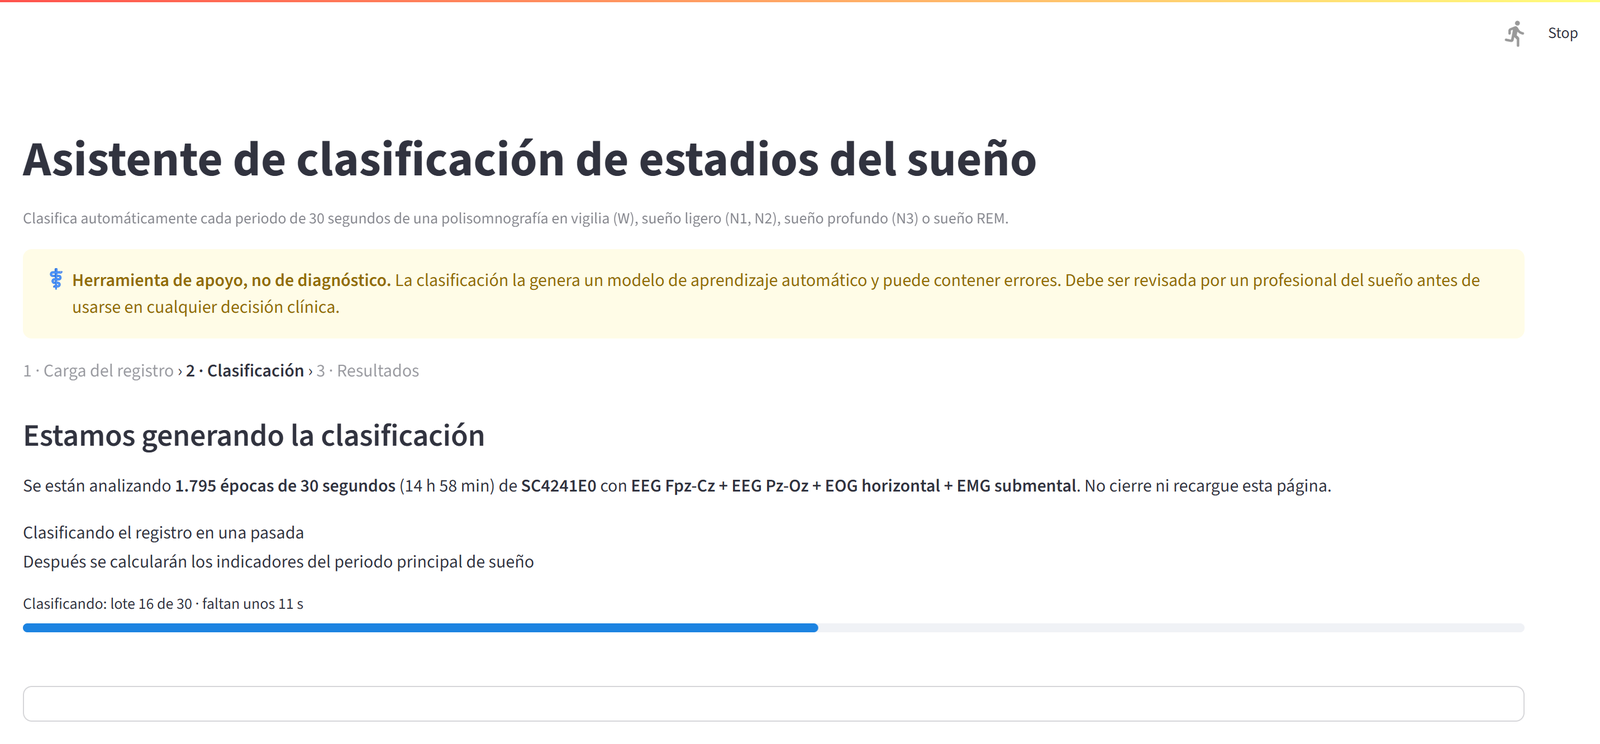 Stop
Asistente de clasificación de estadios del sueño
Clasifica automáticamente cada periodo de 30 segundos de una polisomnografía en vigilia (W), sueño ligero (N1, N2), sueño profundo (N3) o sueño REM.
Herramienta de apoyo, no de diagnóstico. La clasificación la genera un modelo de aprendizaje automático y puede contener errores. Debe ser revisada por un profesional del sueño antes de
usarse en cualquier decisión clínica.
1 · Carga del registro › 2 · Clasificación › 3 · Resultados
Estamos generando la clasificación
Se están analizando 1.795 épocas de 30 segundos (14 h 58 min) de SC4241E0 con EEG Fpz-Cz + EEG Pz-Oz + EOG horizontal + EMG submental. No cierre ni recargue esta página.
Clasificando el registro en una pasada
Después se calcularán los indicadores del periodo principal de sueño
Clasificando: lote 16 de 30 · faltan unos 11 s